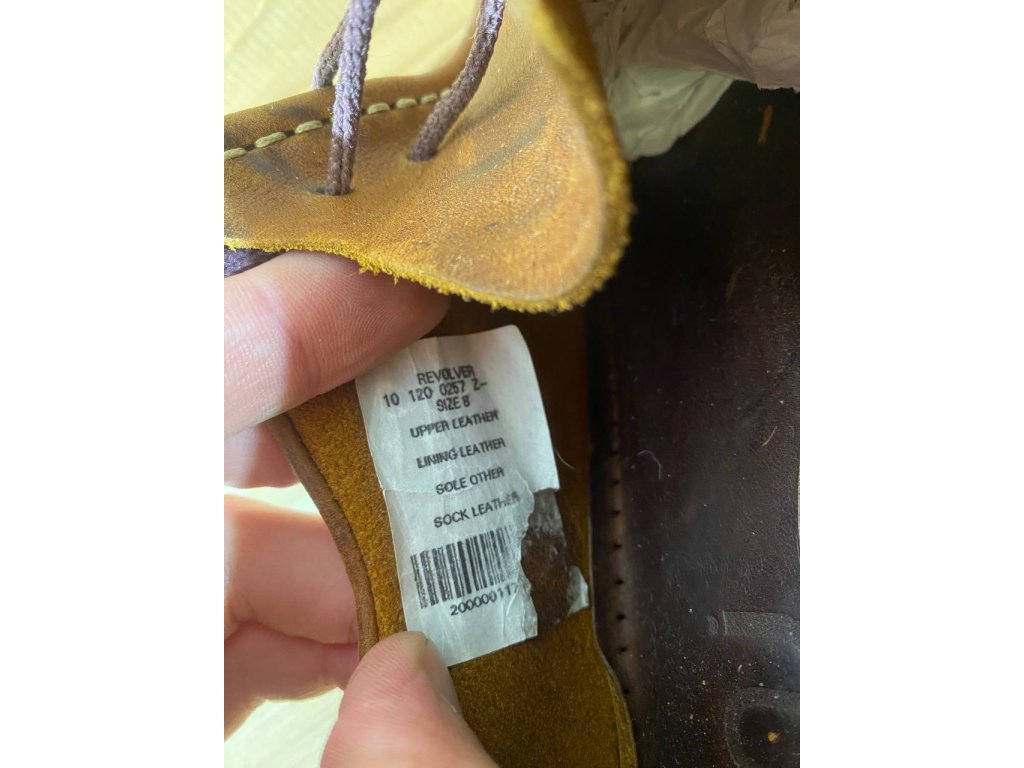 REVOLVER
10 120 0257 Z--
SIZE 8
UPPER LEATHER
LINING LEATHER
SOLE OTHER
SOCK LEATHER
200000117